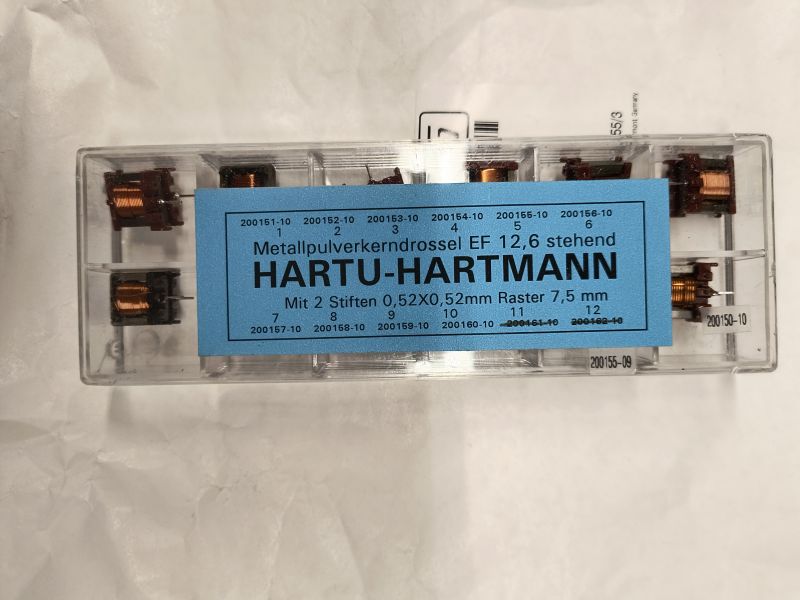 55/3
Germany
200151-10 200152-10 200153-10 200154-10 200155-10 200156-10
1 2 3 4 5 6
Metallpulverkerndrossel EF 12,6 stehend
HARTU-HARTMANN
Mit 2 Stiften 0,52X0,52mm Raster 7,5 mm
7 8 9 10 11 12
200157-10 200158-10 200159-10 200160-10 200161-10 200162-10
200150-10
200155-09